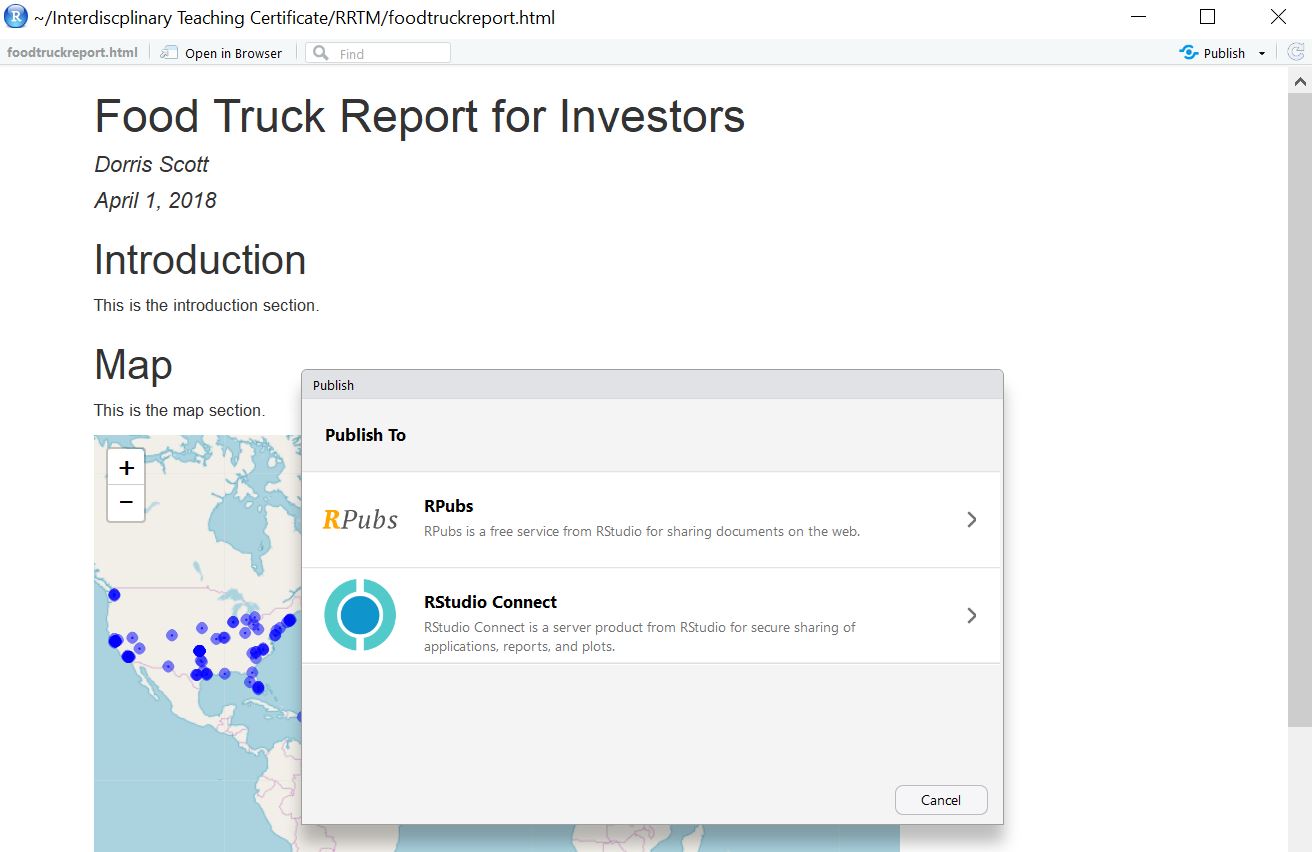 ~/Interdiscplinary Teaching Certificate/RRTM/foodtruckreport.html
foodtruckreport.html Open in Browser Find Publish
Food Truck Report for Investors
Dorris Scott
April 1, 2018
Introduction
This is the introduction section.
Map
This is the map section.
+
−
Publish
Publish To
RPubs
RPubs
RPubs is a free service from RStudio for sharing documents on the web.
RStudio Connect
RStudio Connect is a server product from RStudio for secure sharing of
applications, reports, and plots.
Cancel